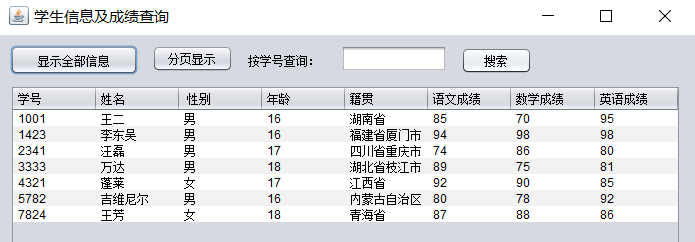 学生信息及成绩查询
显示全部信息 分页显示 按学号查询： 搜索
学号 姓名 性别 年龄 籍贯 语文成绩 数学成绩 英语成绩
1001 王二 男 16 湖南省 85 70 95
1423 李东吴 男 16 福建省厦门市 94 98 98
2341 汪磊 男 17 四川省重庆市 74 86 80
3333 万达 男 18 湖北省枝江市 89 75 81
4321 蓬莱 女 17 江西省 92 90 85
5782 吉维尼尔 男 16 内蒙古自治区 80 78 92
7824 王芳 女 18 青海省 87 88 86